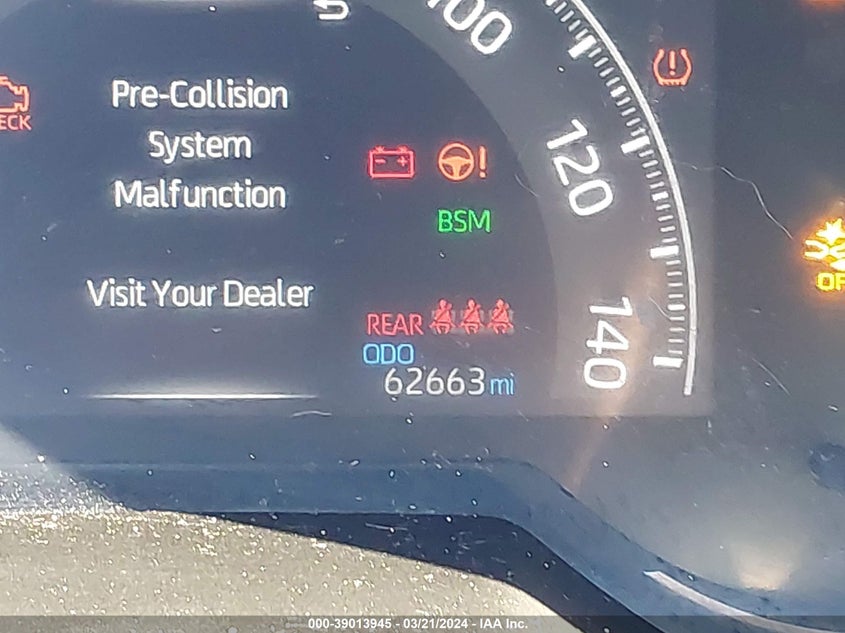 100
Pre-Collision
System
Malfunction
120
BSM
Visit Your Dealer
140
REAR
ODO
62663 mi
000-39013945 - 03/21/2024 - IAA Inc.